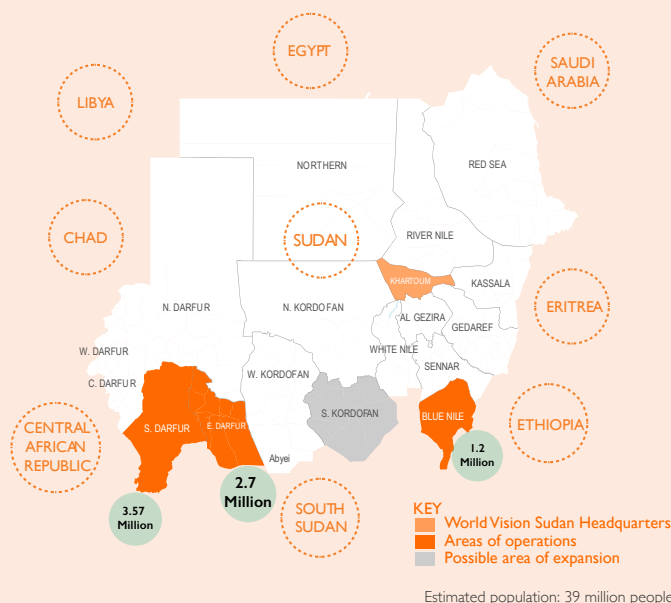 EGYPT
SAUDI
ARABIA
LIBYA
NORTHERN
RED SEA
CHAD
SUDAN
RIVER NILE
KHARTOUM
KASSALA
N. DARFUR
N. KORDOFAN
ERITREA
AL GEZIRA
GEDAREF
W. DARFUR
WHITE NILE
SENNAR
C. DARFUR
W. KORDOFAN
S. KORDOFAN
BLUE NILE
ETHIOPIA
CENTRAL
AFRICAN
REPUBLIC
S. DARFUR
E. DARFUR
Abyei
1.2
Million
2.7
Million
3.57
Million
SOUTH
SUDAN
KEY
World Vision Sudan Headquarters
Areas of operations
Possible area of expansion
Estimated population: 39 million people